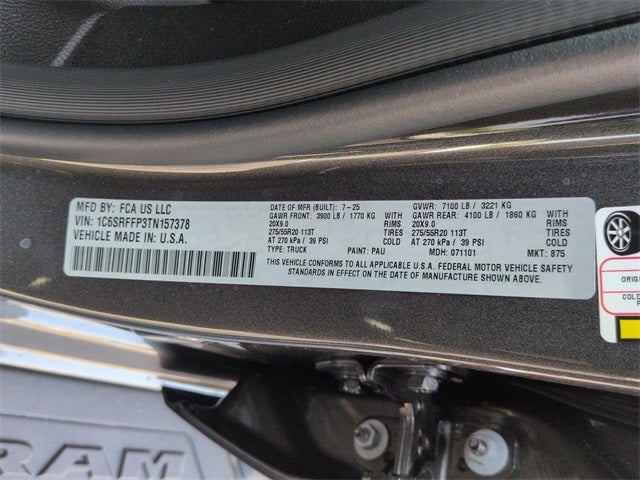 MFD BY: FCA US LLC
VIN: 1C6SRFFP3TN157378
VEHICLE MADE IN U.S.A.
DATE OF MFR (BUILT): 7-25 GVWR: 7100 LB / 3221 KG
GAWR FRONT: 3900 LB / 1770 KG WITH GAWR REAR: 4100 LB / 1860 KG WITH
20X9.0 RIMS 20X9.0 RIMS
275/55R20 113T TIRES 275/55R20 113T TIRES
AT 270 kPa / 39 PSI AT 270 kPa / 39 PSI
TYPE: TRUCK PAINT: PAU MDH: 071101 MKT: 875
THIS VEHICLE CONFORMS TO ALL APPLICABLE U.S.A. FEDERAL MOTOR VEHICLE SAFETY
STANDARDS IN EFFECT ON THE DATE OF MANUFACTURE SHOWN ABOVE.
COLD
RAM